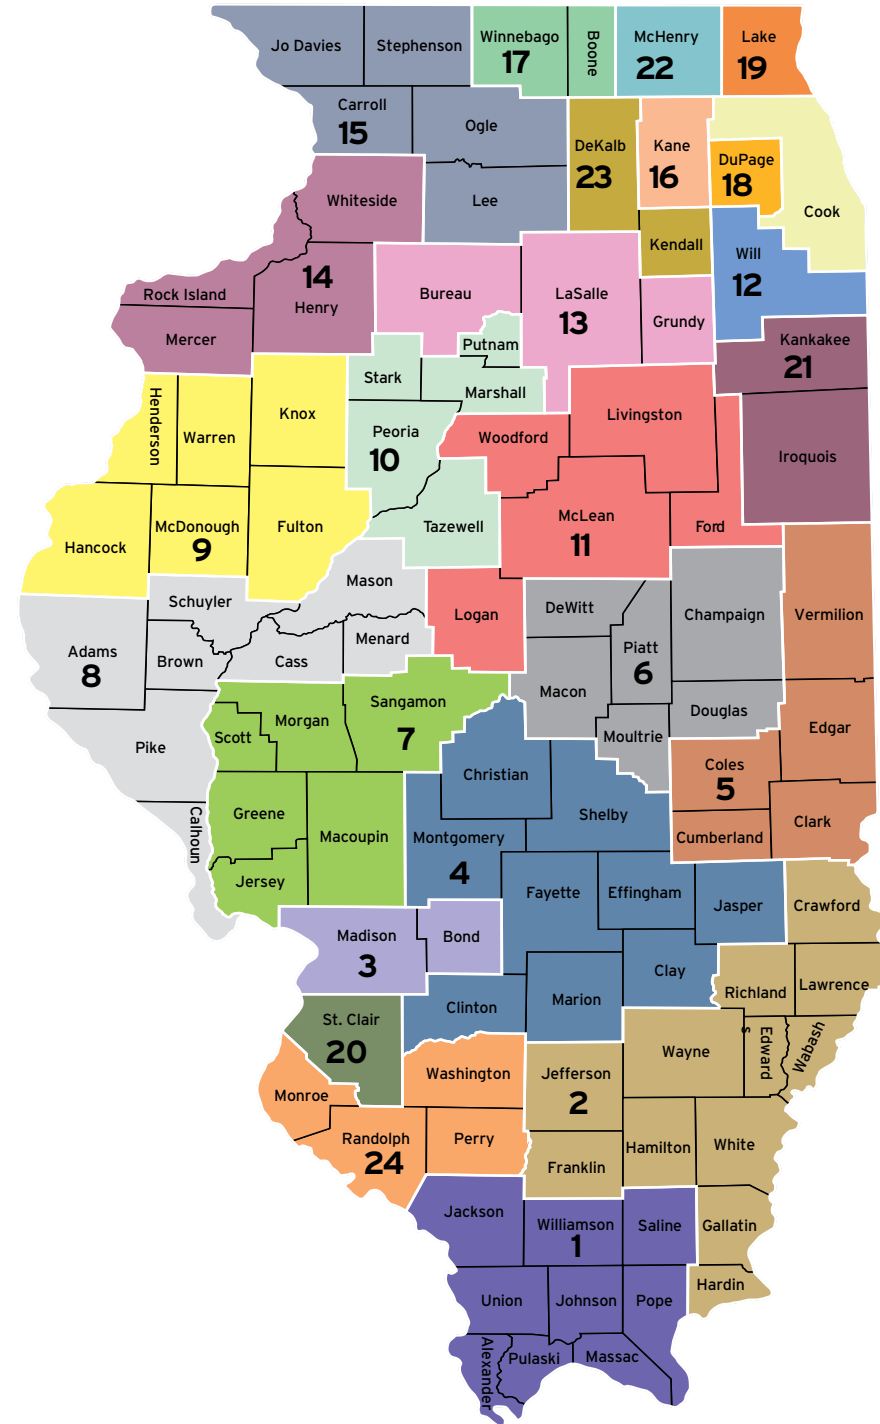 Jo Davies
Stephenson
Winnebago
17
Boone
McHenry
22
Lake
19
Carroll
15
Ogle
DeKalb
23
Kane
16
DuPage
18
Cook
Whiteside
Lee
Kendall
Will
12
Rock Island
14
Henry
Bureau
LaSalle
13
Grundy
Mercer
Putnam
Kankakee
21
Stark
Marshall
Henderson
Warren
Knox
Peoria
10
Woodford
Livingston
Iroquois
Hancock
McDonough
9
Fulton
Tazewell
McLean
11
Ford
Mason
Schuyler
Logan
DeWitt
Champaign
Vermilion
Adams
8
Brown
Cass
Menard
Piatt
6
Macon
Pike
Scott
Morgan
Sangamon
7
Moultrie
Douglas
Edgar
Christian
Coles
5
Calhoun
Greene
Macoupin
Montgomery
4
Shelby
Cumberland
Clark
Jersey
Fayette
Effingham
Jasper
Crawford
Madison
3
Bond
Clay
Richland
Lawrence
Clinton
Marion
St. Clair
20
Wayne
Edward
s
Wabash
Monroe
Washington
Jefferson
2
Randolph
24
Perry
Franklin
Hamilton
White
Jackson
Williamson
1
Saline
Gallatin
Union
Johnson
Pope
Hardin
Alexander
Pulaski
Massac